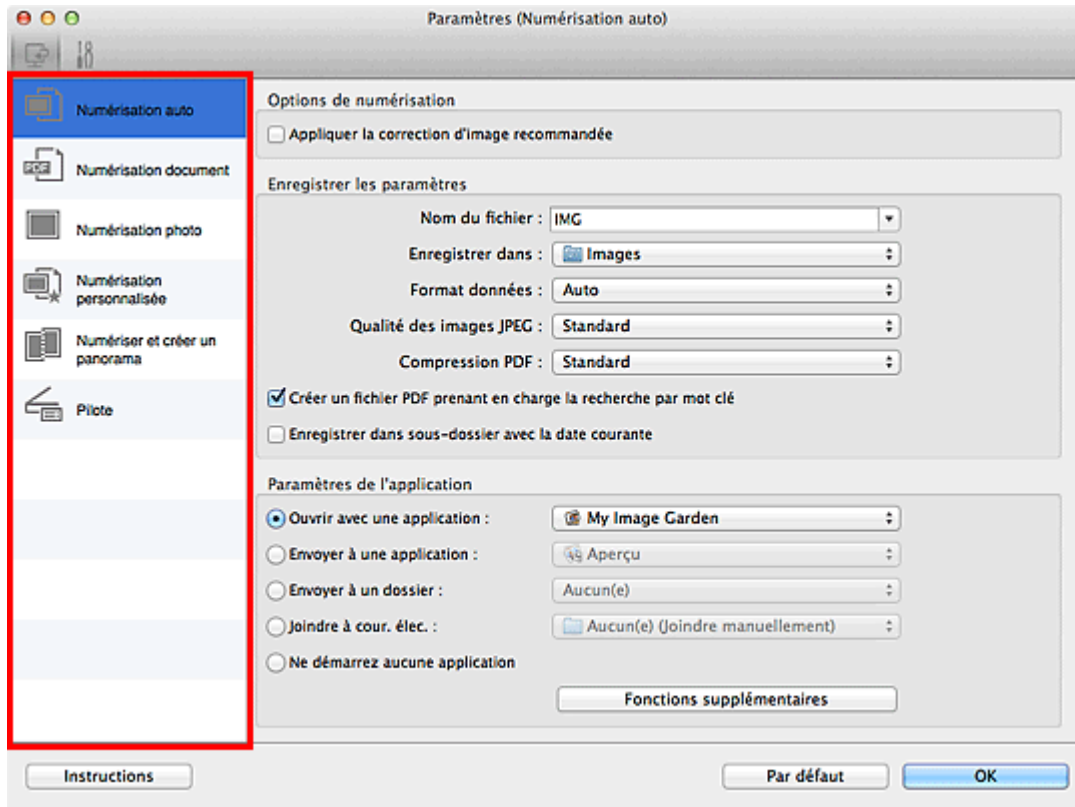 Paramètres (Numérisation auto)
Numérisation auto
Numérisation document
Numérisation photo
Numérisation
personnalisée
Numériser et créer un
panorama
Pilote
Options de numérisation
Appliquer la correction d'image recommandée
Enregistrer les paramètres
Nom du fichier : IMG
Enregistrer dans : Images
Format données : Auto
Qualité des images JPEG : Standard
Compression PDF : Standard
Créer un fichier PDF prenant en charge la recherche par mot clé
Enregistrer dans sous-dossier avec la date courante
Paramètres de l'application
Ouvrir avec une application : My Image Garden
Envoyer à une application : Aperçu
Envoyer à un dossier : Aucun(e)
Joindre à cour. élec. : Aucun(e) (Joindre manuellement)
Ne démarrez aucune application
Fonctions supplémentaires
Instructions
Par défaut
OK